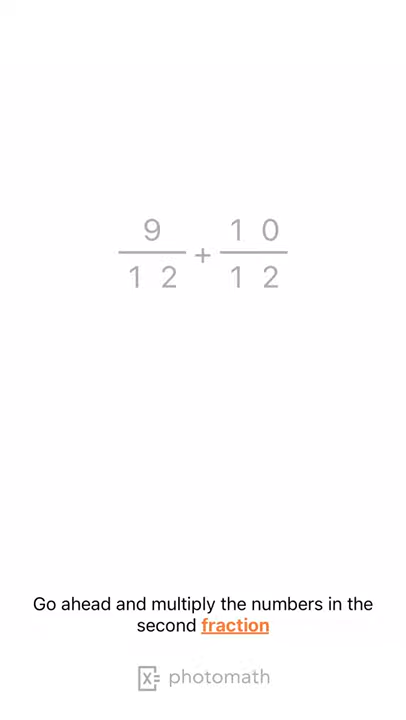 9/12 + 10/12
Go ahead and multiply the numbers in the
second fraction
photomath